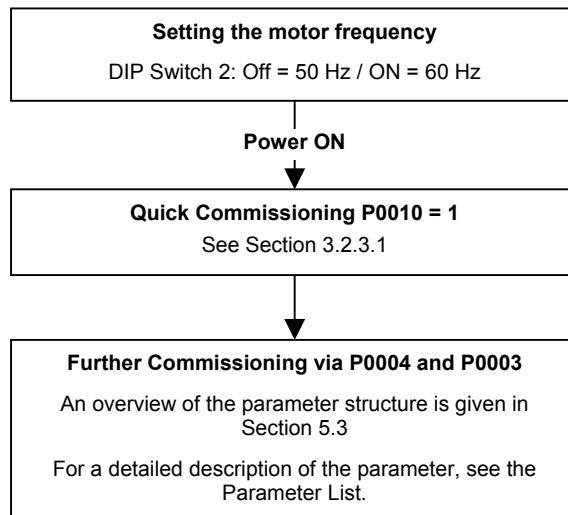 Setting the motor frequency
DIP Switch 2: Off = 50 Hz / ON = 60 Hz
Power ON
Quick Commissioning P0010 = 1
See Section 3.2.3.1
Further Commissioning via P0004 and P0003
An overview of the parameter structure is given in
Section 5.3
For a detailed description of the parameter, see the
Parameter List.